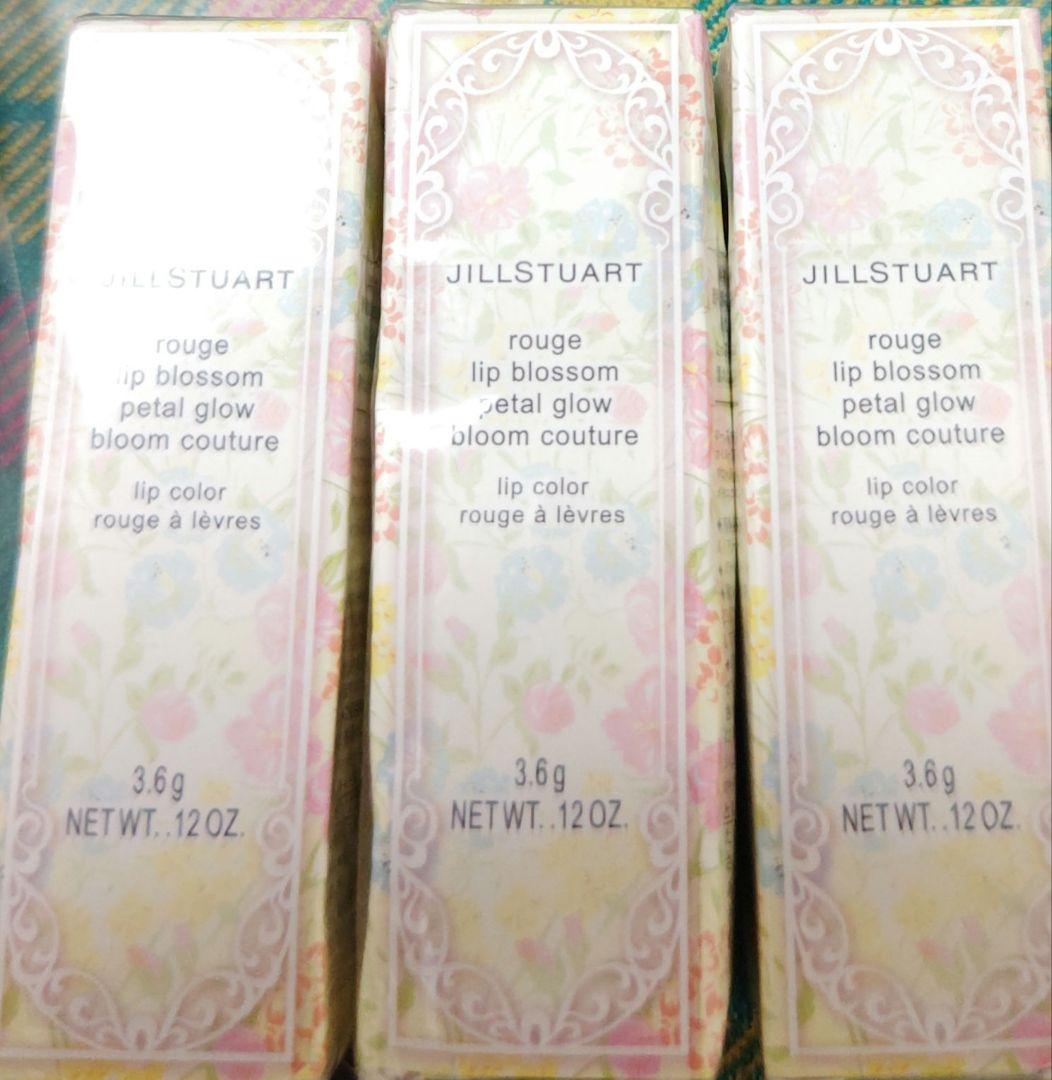 JILLSTUART
rouge
lip blossom
petal glow
bloom couture
lip color
rouge à lèvres
3.6g
NET WT. .12 OZ.
JILLSTUART
rouge
lip blossom
petal glow
bloom couture
lip color
rouge à lèvres
3.6g
NET WT. .12 OZ.
JILLSTUART
rouge
lip blossom
petal glow
bloom couture
lip color
rouge à lèvres
3.6g
NET WT. .12 OZ.